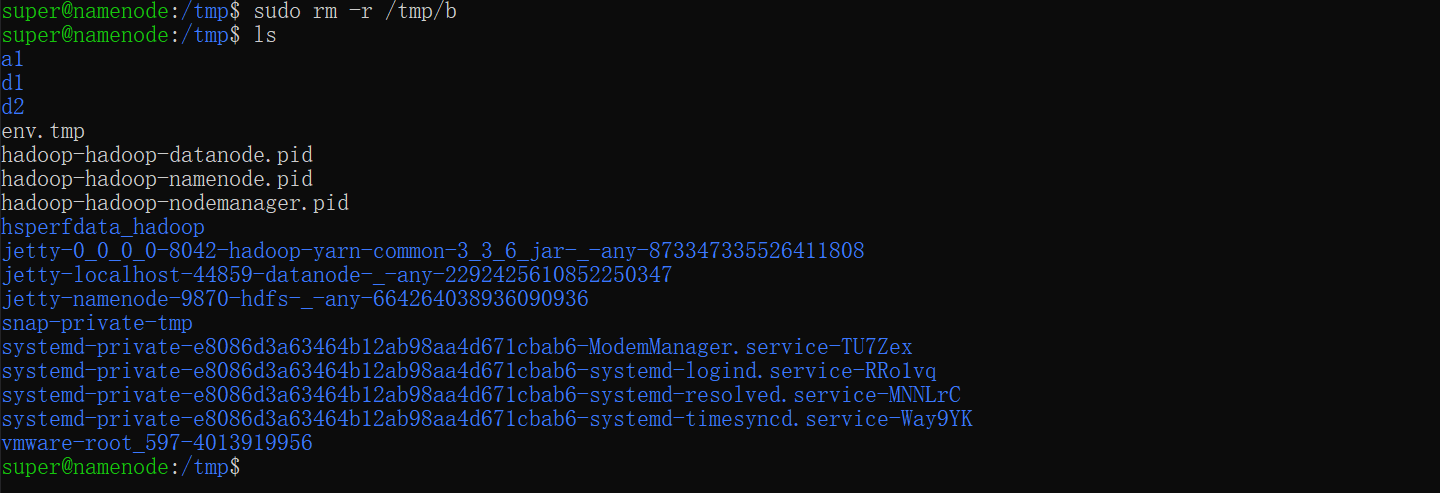 super@namenode:/tmp$ sudo rm -r /tmp/b
super@namenode:/tmp$ ls
a1
d1
d2
env.tmp
hadoop-hadoop-datanode.pid
hadoop-hadoop-namenode.pid
hadoop-hadoop-nodemanager.pid
hsperfdata_hadoop
jetty-0_0_0_0-8042-hadoop-yarn-common-3_3_6_jar-_-any-873347335526411808
jetty-localhost-44859-datanode-_-any-2292425610852250347
jetty-namenode-9870-hdfs-_-any-664264038936090936
snap-private-tmp
systemd-private-e8086d3a63464b12ab98aa4d671cbab6-ModemManager.service-TU7Zex
systemd-private-e8086d3a63464b12ab98aa4d671cbab6-systemd-logind.service-RRo1vq
systemd-private-e8086d3a63464b12ab98aa4d671cbab6-systemd-resolved.service-MNNLrC
systemd-private-e8086d3a63464b12ab98aa4d671cbab6-systemd-timesyncd.service-Way9YK
vmware-root_597-4013919956
super@namenode:/tmp$